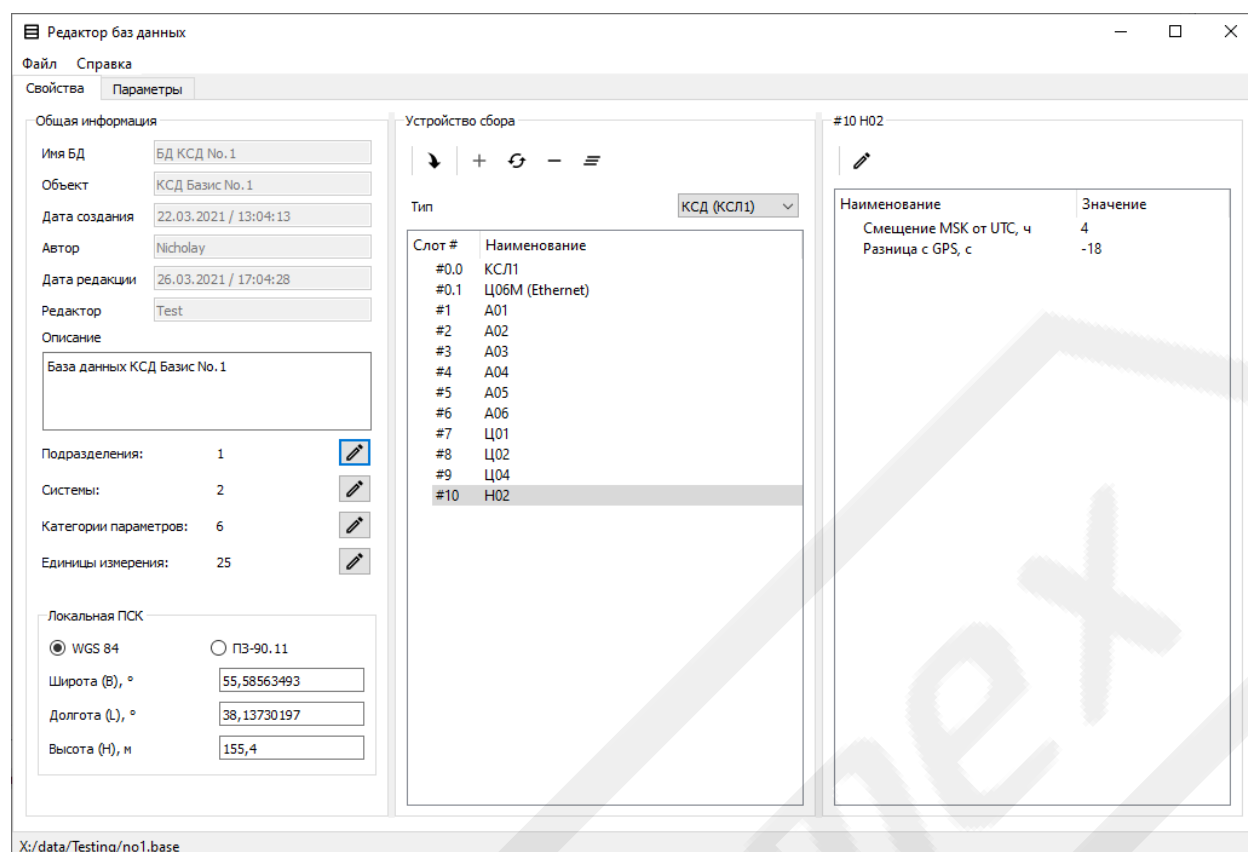 Редактор баз данных
Файл Справка
Свойства Параметры
Общая информация
Имя БД БД КСД No.1
Объект КСД Базис No.1
Дата создания 22.03.2021 / 13:04:13
Автор Nicholay
Дата редакции 26.03.2021 / 17:04:28
Редактор Test
Описание
База данных КСД Базис No.1
Подразделения: 1
Системы: 2
Категории параметров: 6
Единицы измерения: 25
Локальная ПСК
WGS 84 ПЗ-90.11
Широта (B), ° 55,58563493
Долгота (L), ° 38,13730197
Высота (H), м 155,4
Устройство сбора
Тип КСД (КСЛ1)
Слот # Наименование
#0.0 КСЛ1
#0.1 Ц06М (Ethernet)
#1 А01
#2 А02
#3 А03
#4 А04
#5 А05
#6 А06
#7 Ц01
#8 Ц02
#9 Ц04
#10 Н02
#10 Н02
Наименование Значение
Смещение MSK от UTC, ч 4
Разница с GPS, с -18
X:/data/Testing/no1.base